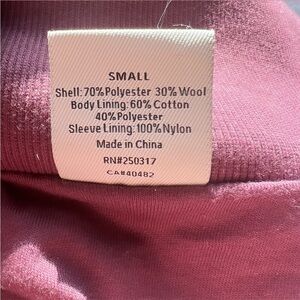 SMALL
Shell:70%Polyester 30%Wool
Body Lining:60%Cotton
40%Polyester
Sleeve Lining:100%Nylon
Made in China
RN#250317
CA#40482